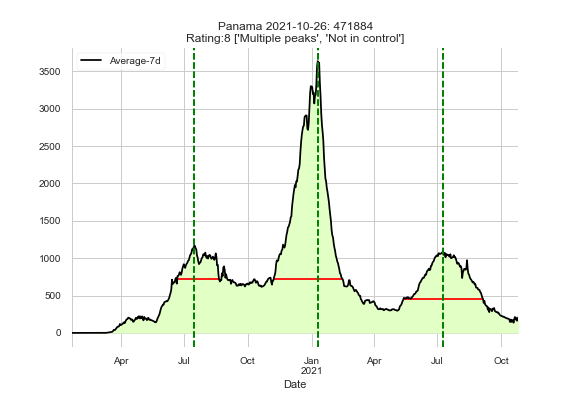 Panama 2021-10-26: 471884
Rating:8 ['Multiple peaks', 'Not in control']
Average-7d
3500
3000
2500
2000
1500
1000
500
0
Apr Jul Oct Jan Apr Jul Oct
2021
Date